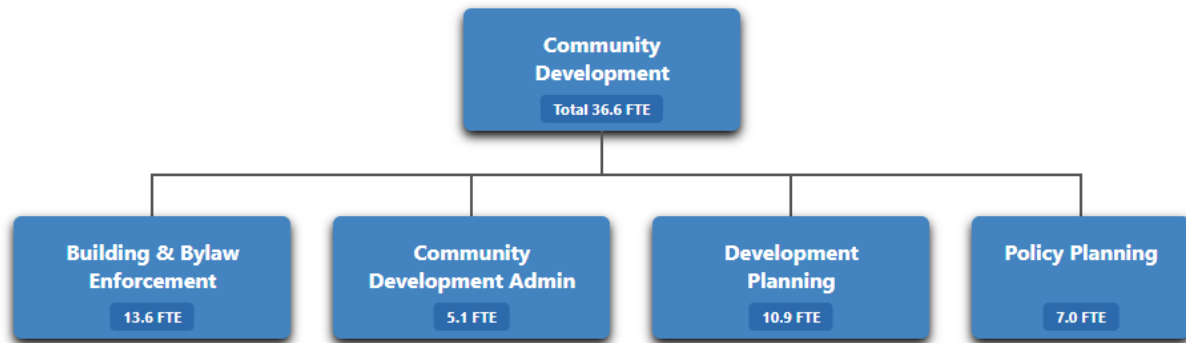 Community
Development
Total 36.6 FTE
Building & Bylaw
Enforcement
13.6 FTE
Community
Development Admin
5.1 FTE
Development
Planning
10.9 FTE
Policy Planning
7.0 FTE